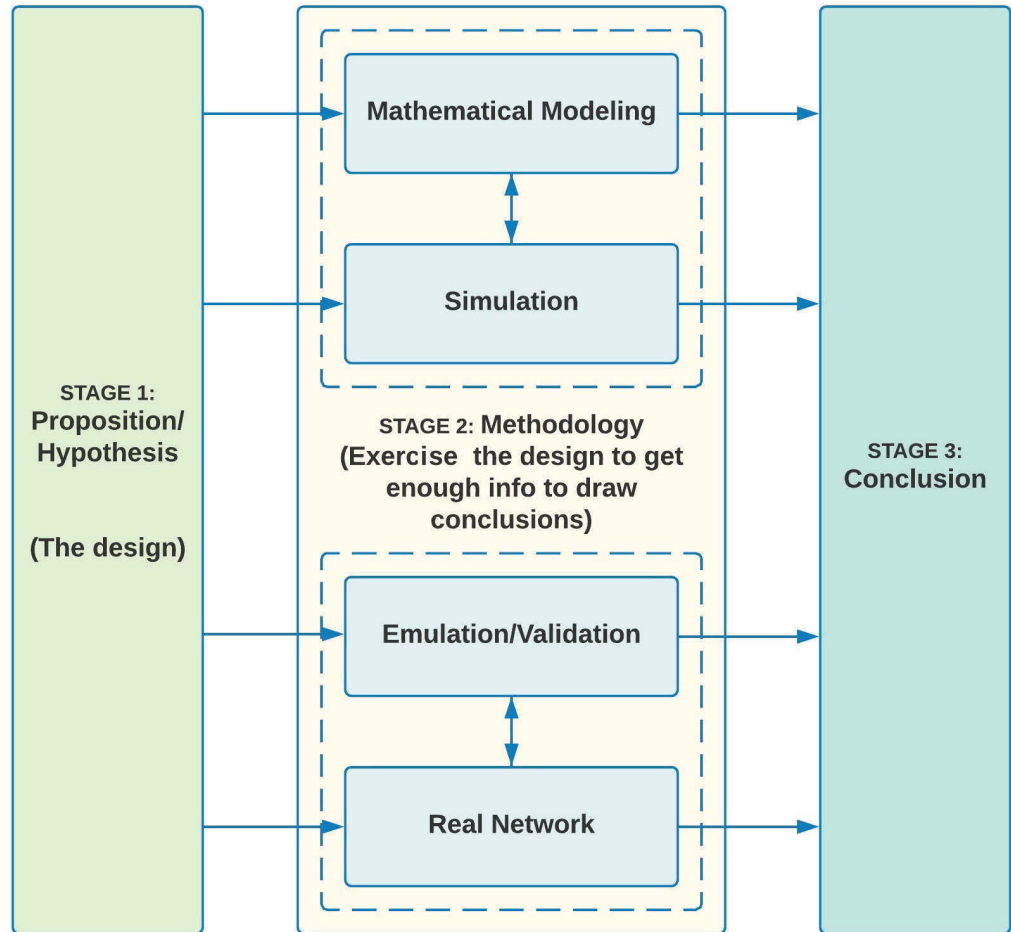 STAGE 1:
Proposition/
Hypothesis
(The design)
Mathematical Modeling
Simulation
STAGE 2: Methodology
(Exercise  the design to get
enough info to draw
conclusions)
Emulation/Validation
Real Network
STAGE 3:
Conclusion